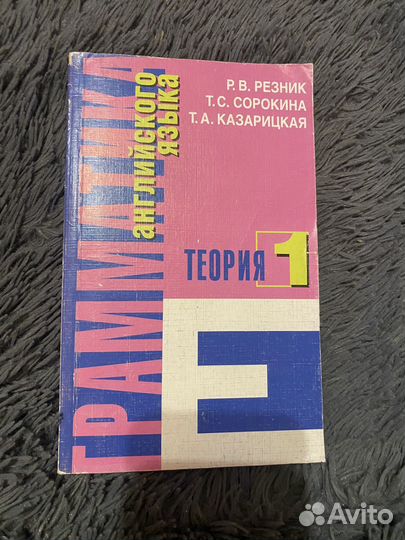 Р. В. РЕЗНИК
Т. С. СОРОКИНА
Т. А. КАЗАРИЦКАЯ
ГРАММАТИКА
английского
языка
ТЕОРИЯ 1
E
Avito